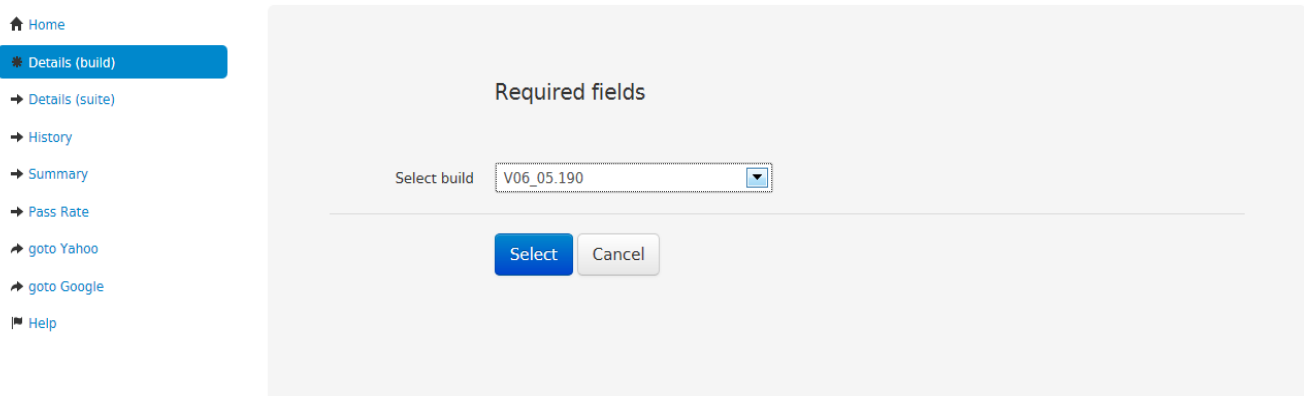 Home
Details (build)
Details (suite)
History
Summary
Pass Rate
goto Yahoo
goto Google
Help
Required fields
Select build V06_05.190
Select Cancel